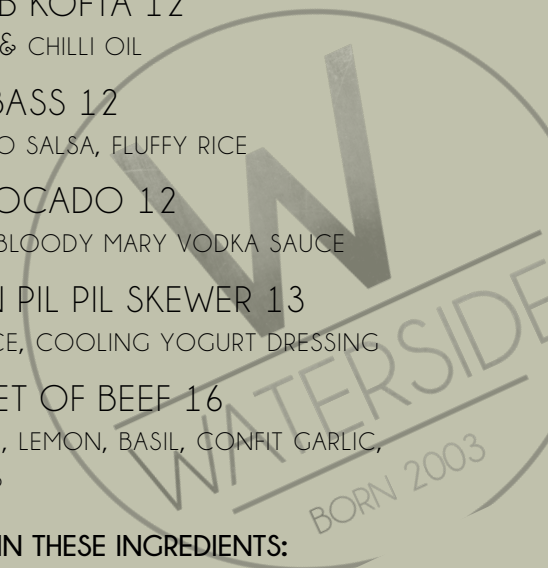 B KOFTA 12
& CHILLI OIL
BASS 12
O SALSA, FLUFFY RICE
OCADO 12
BLOODY MARY VODKA SAUCE
N PIL PIL SKEWER 13
CE, COOLING YOGURT DRESSING
ET OF BEEF 16
, LEMON, BASIL, CONFIT GARLIC,
IN THESE INGREDIENTS:
W
WATERSIDE
BORN 2003